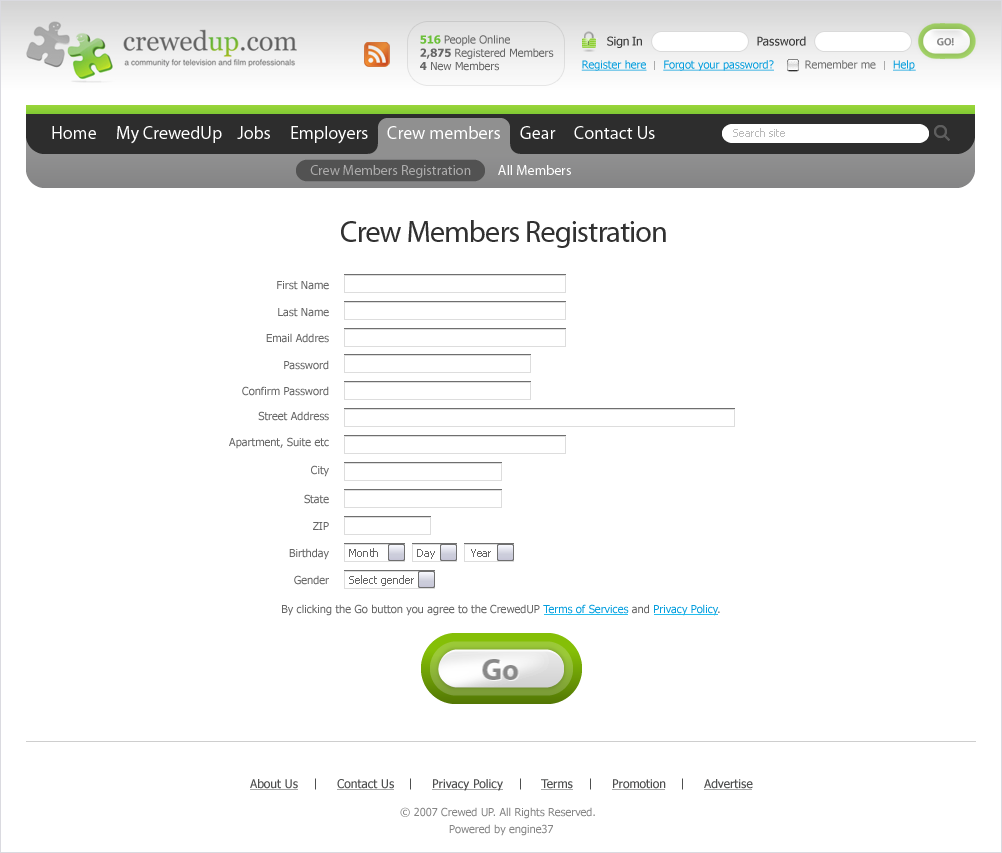 crewedup.com
a community for television and film professionals
516 People Online
2,875 Registered Members
4 New Members
Sign In
Password
GO!
Register here | Forgot your password? Remember me | Help
Home My CrewedUp Jobs Employers Crew members Gear Contact Us Search site
Crew Members Registration All Members
Crew Members Registration
First Name
Last Name
Email Addres
Password
Confirm Password
Street Address
Apartment, Suite etc
City
State
ZIP
Birthday Month Day Year
Gender Select gender
By clicking the Go button you agree to the CrewedUP Terms of Services and Privacy Policy.
Go
About Us | Contact Us | Privacy Policy | Terms | Promotion | Advertise
© 2007 Crewed UP. All Rights Reserved.
Powered by engine37